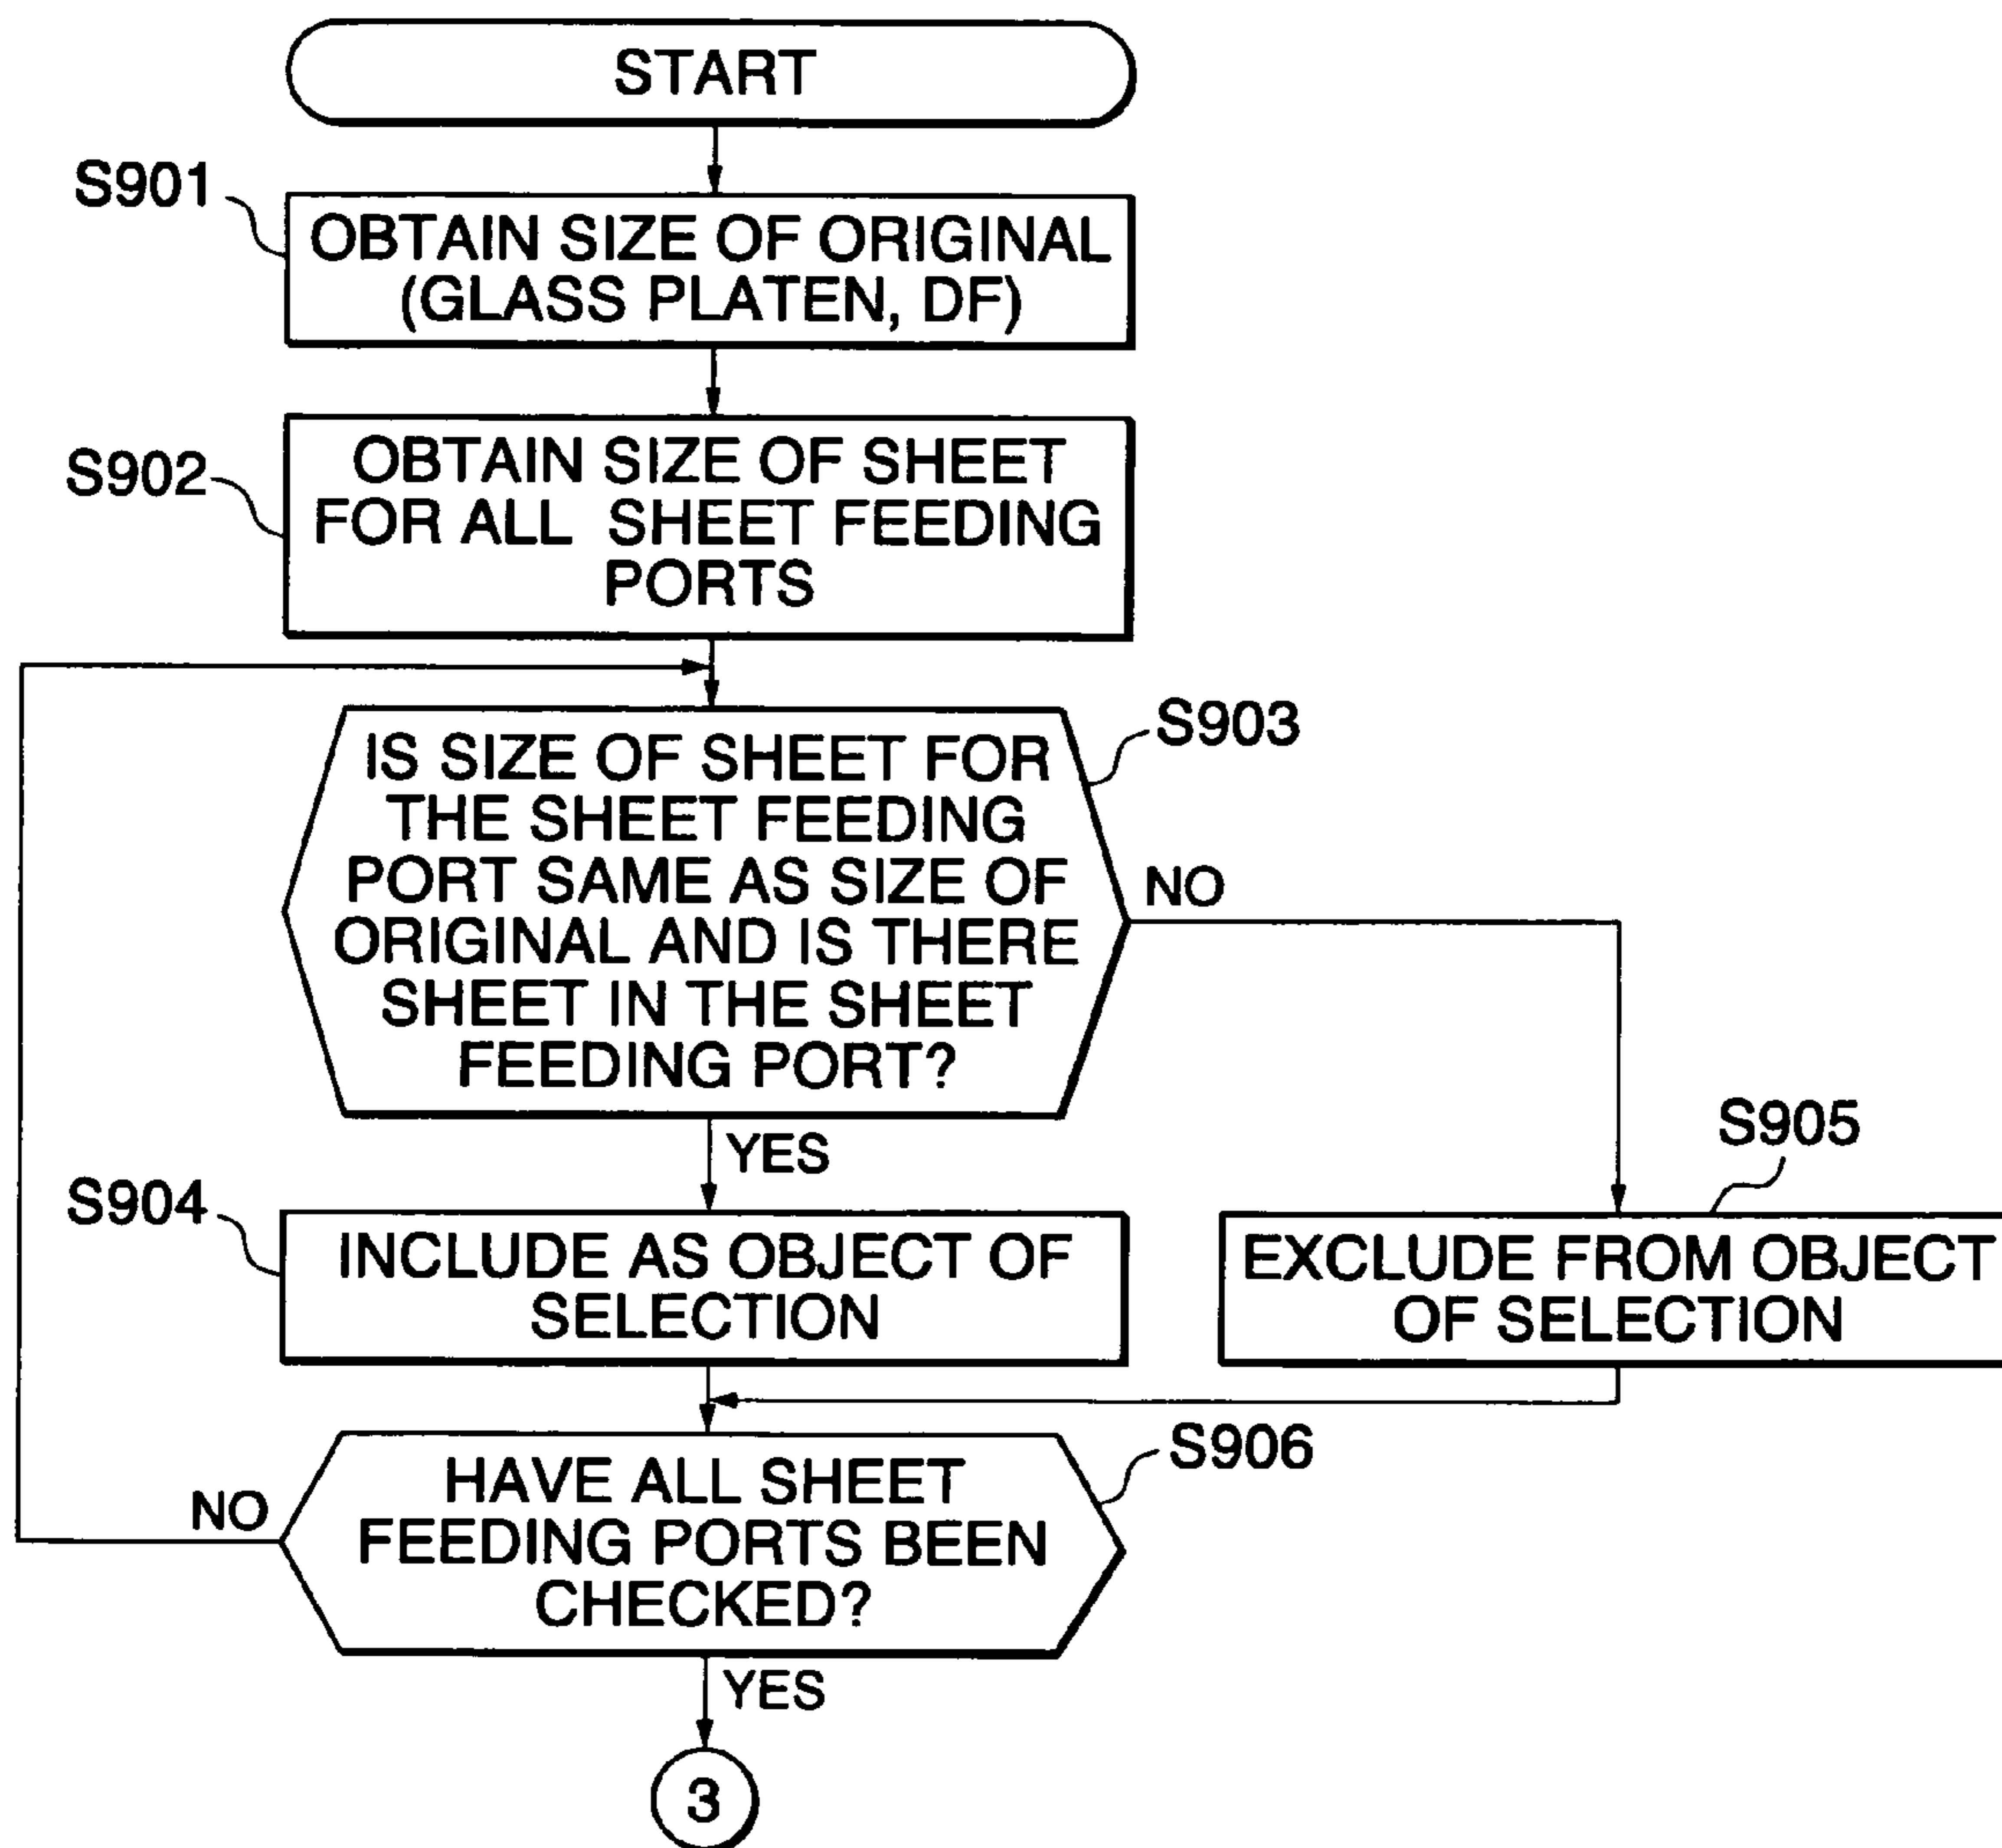 START
S901
OBTAIN SIZE OF ORIGINAL
(GLASS PLATEN, DF)
S902
OBTAIN SIZE OF SHEET
FOR ALL SHEET FEEDING
PORTS
S903
IS SIZE OF SHEET FOR
THE SHEET FEEDING
PORT SAME AS SIZE OF
ORIGINAL AND IS THERE
SHEET IN THE SHEET
FEEDING PORT?
NO
YES
S904
INCLUDE AS OBJECT OF
SELECTION
S905
EXCLUDE FROM OBJECT
OF SELECTION
S906
HAVE ALL SHEET
FEEDING PORTS BEEN
CHECKED?
NO
YES
3